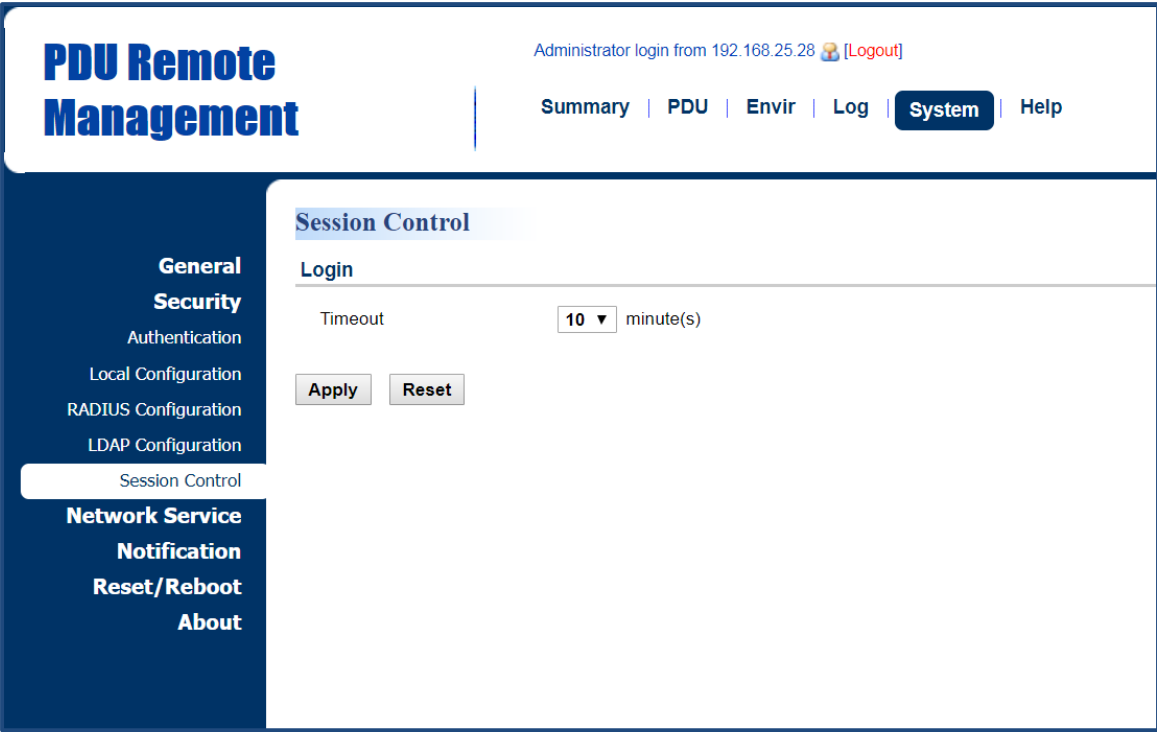 PDU Remote
Management
Administrator login from 192.168.25.28 [Logout]
Summary | PDU | Envir | Log | System | Help
General
Security
Authentication
Local Configuration
RADIUS Configuration
LDAP Configuration
Session Control
Network Service
Notification
Reset/Reboot
About
Session Control
Login
Timeout 10 ▼ minute(s)
Apply Reset